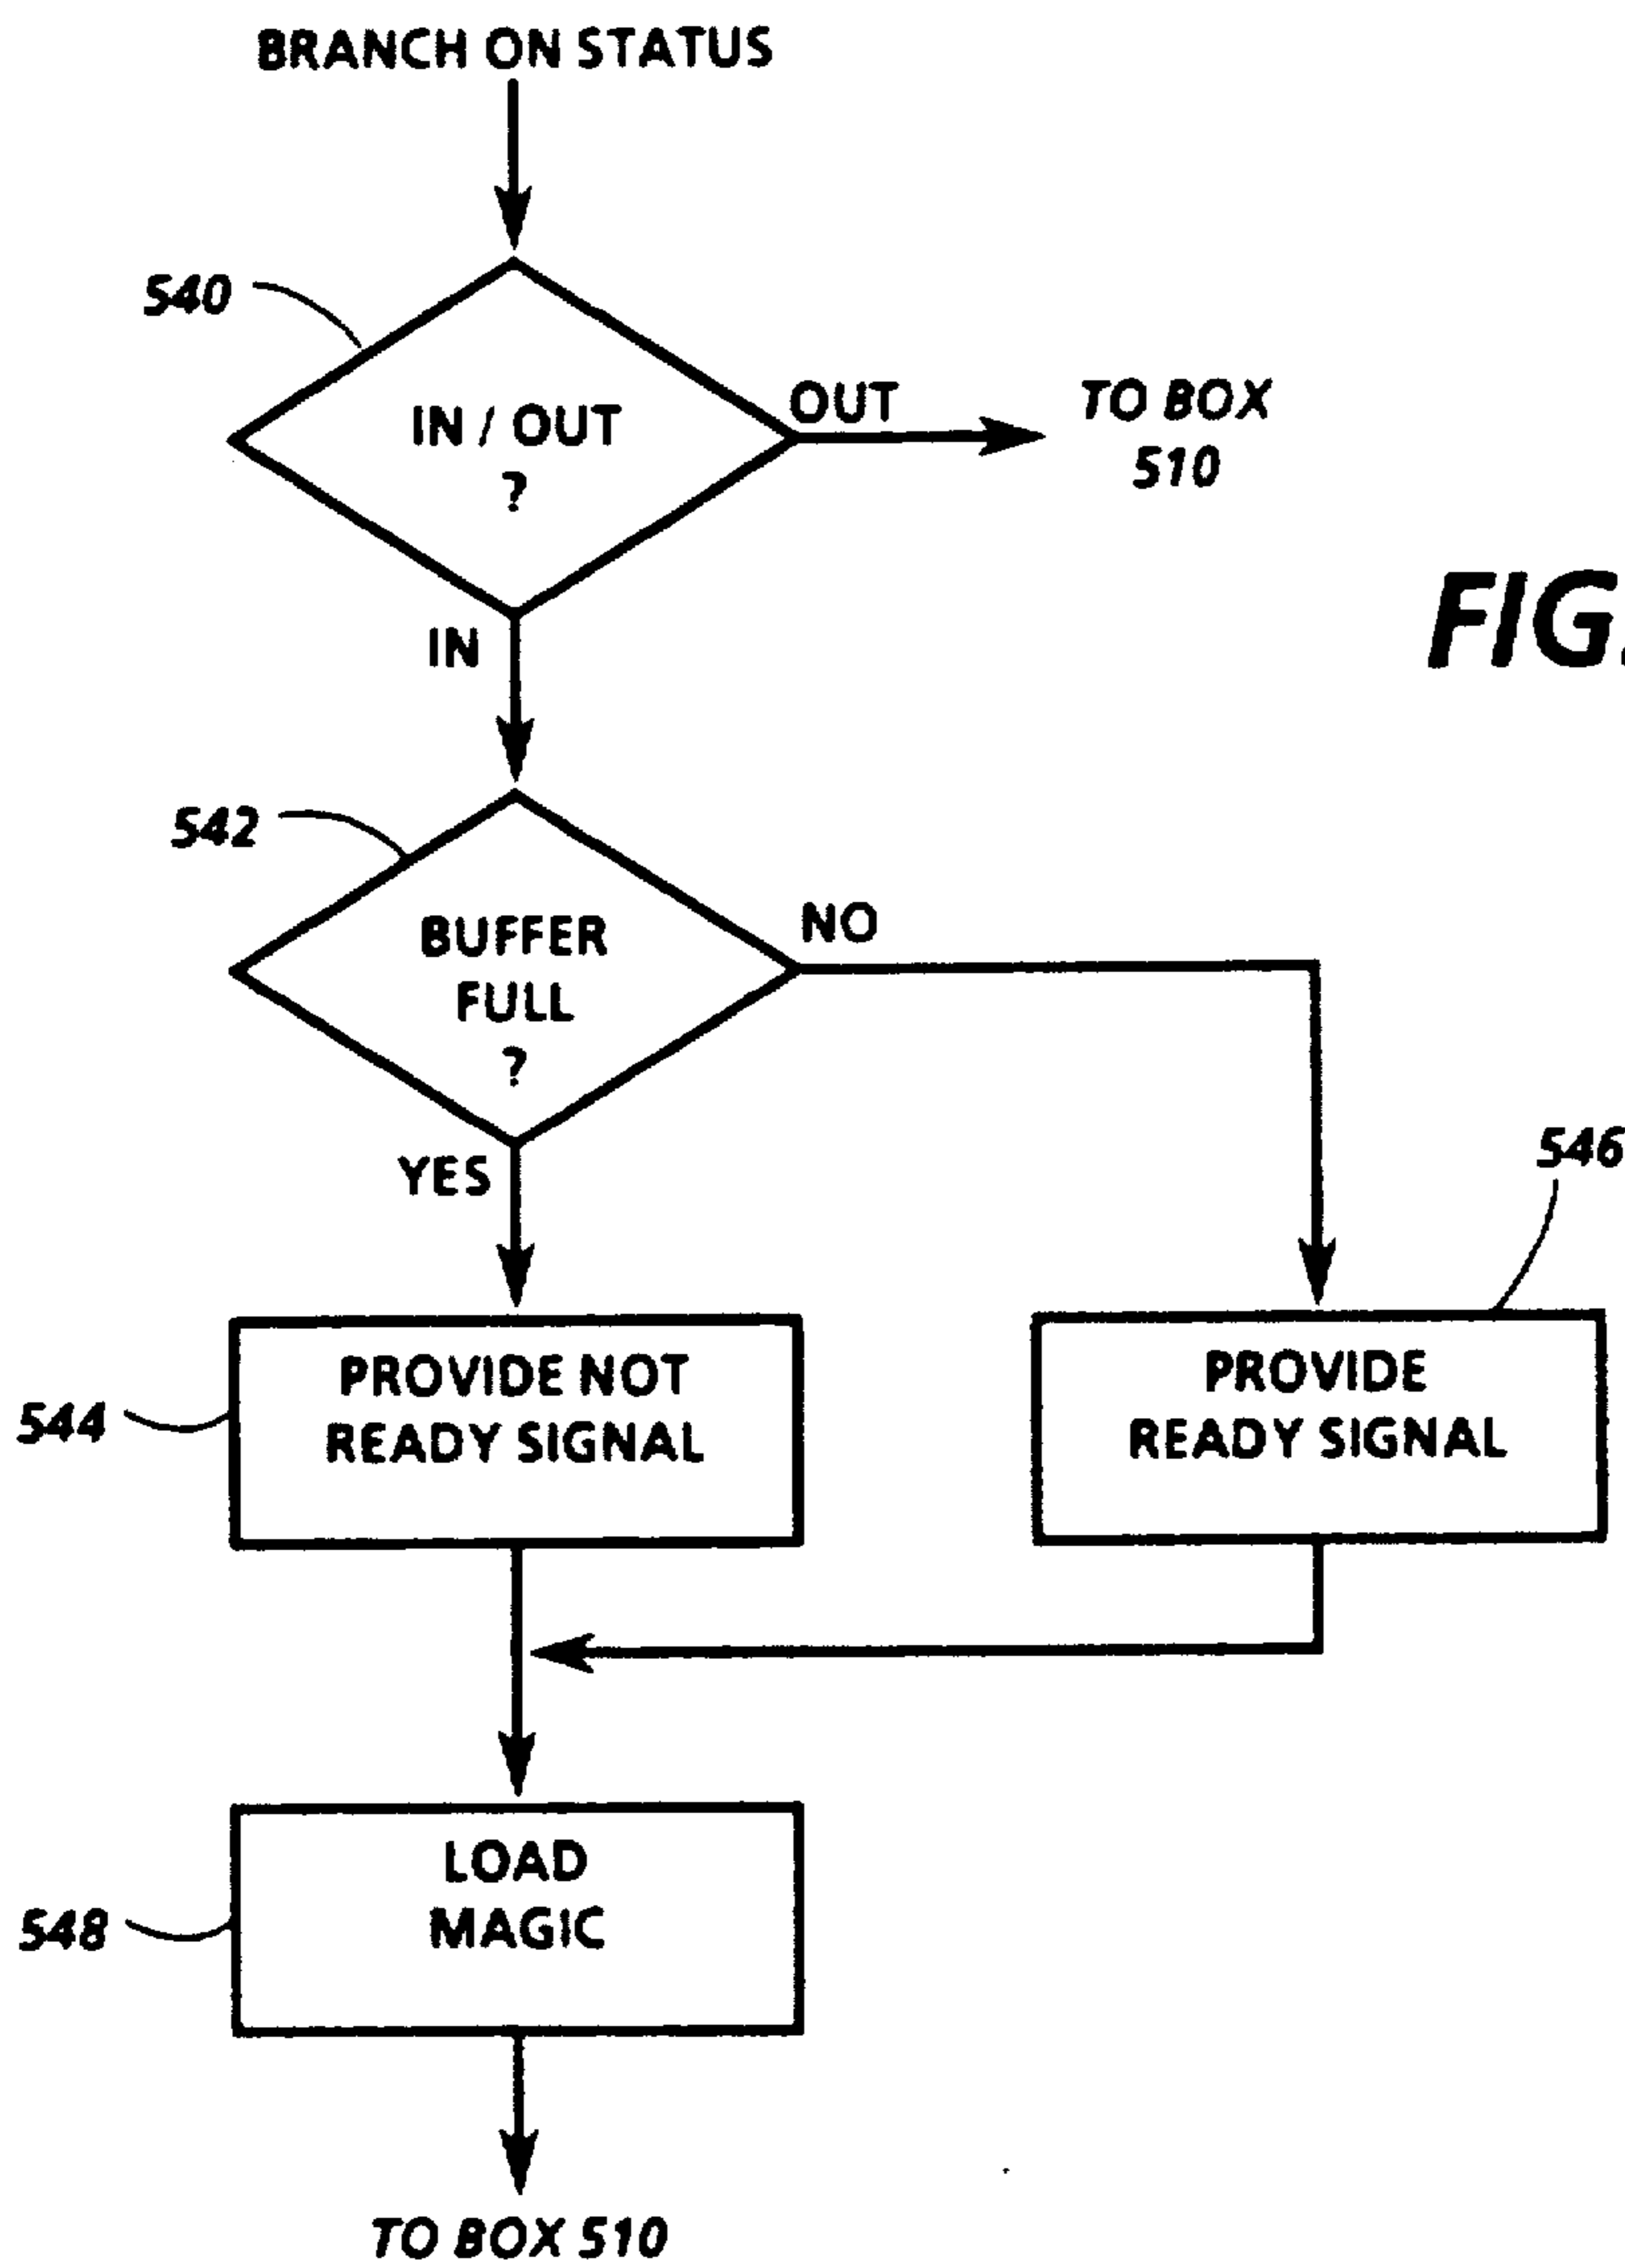 BRANCH ON STATUS
540
IN / OUT
?
OUT
TO BOX
510
IN
FIG.
542
BUFFER
FULL
?
NO
YES
546
544
PROVIDE NOT
READY SIGNAL
PROVIDE
READY SIGNAL
548
LOAD
MAGIC
TO BOX 510